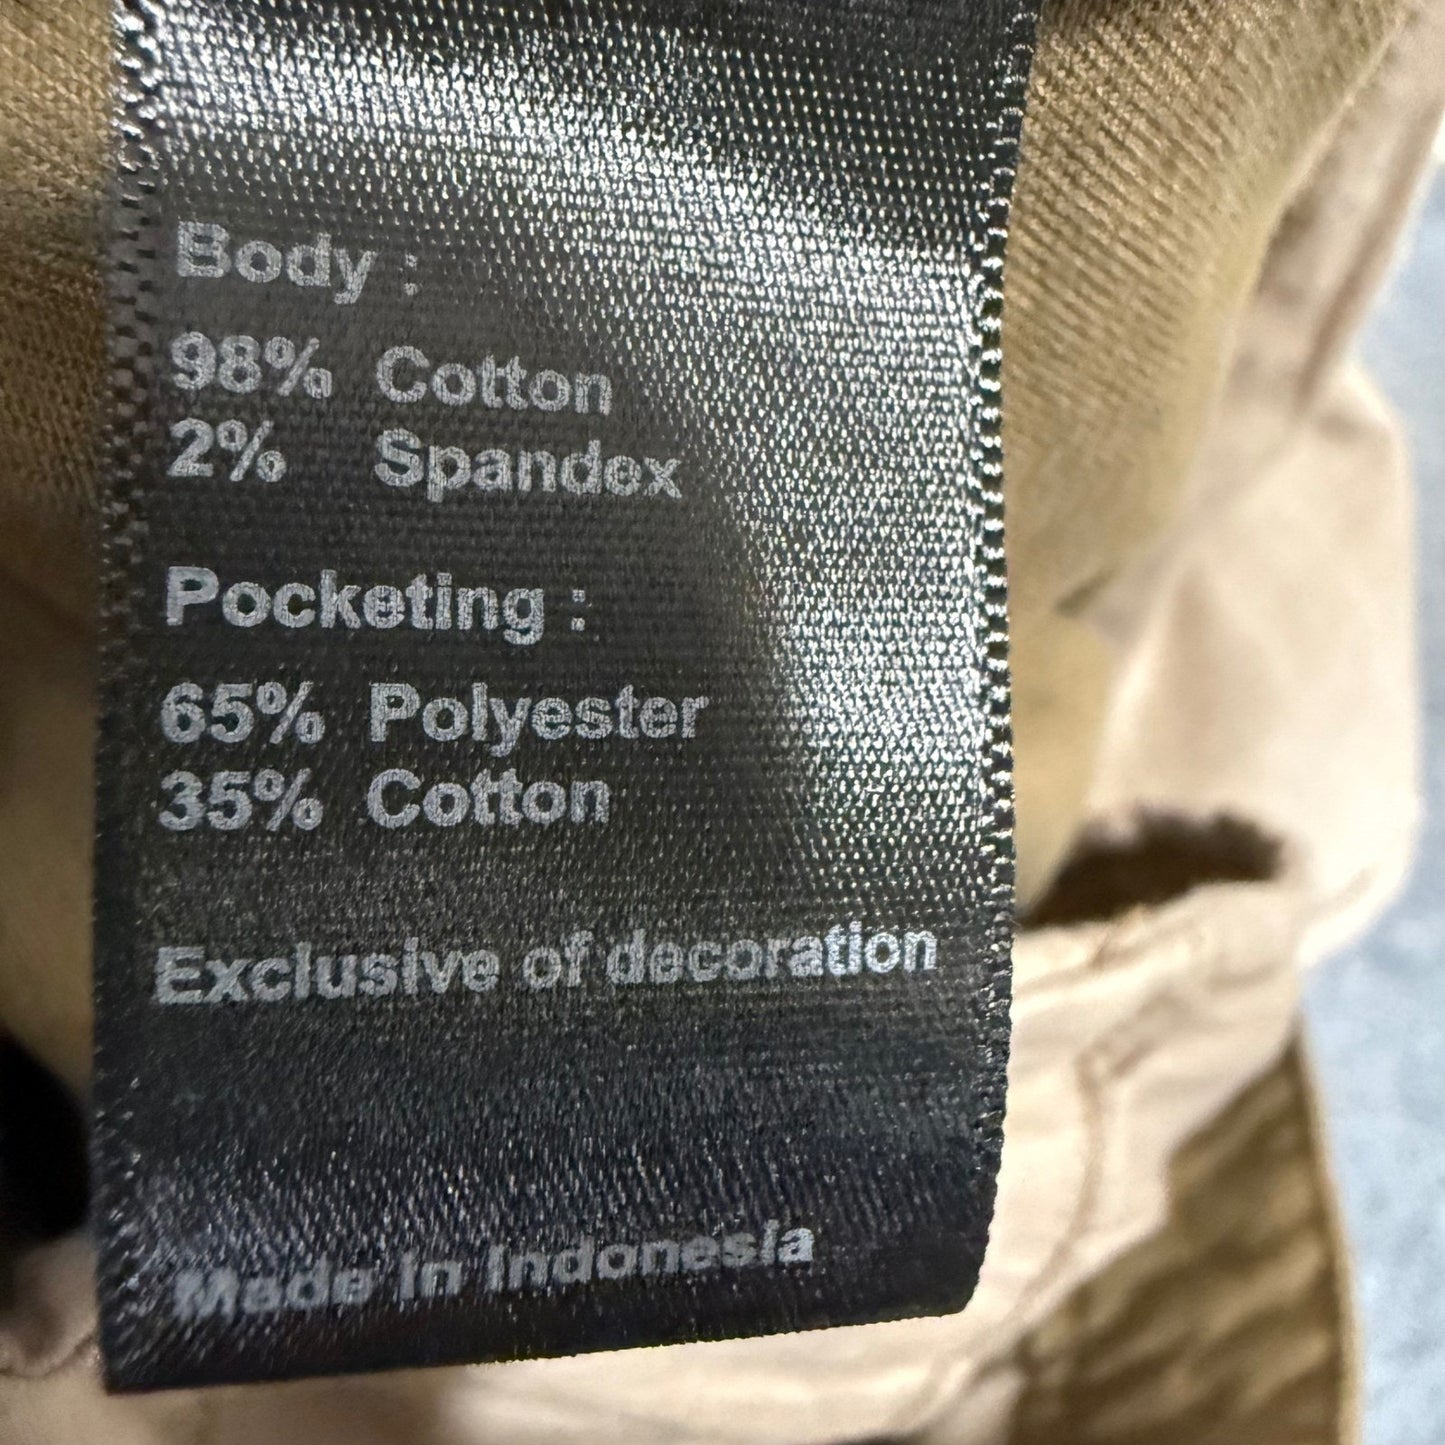 Body :
98% Cotton
2% Spandex
Pocketing :
65% Polyester
35% Cotton
Exclusive of decoration
Made In Indonesia